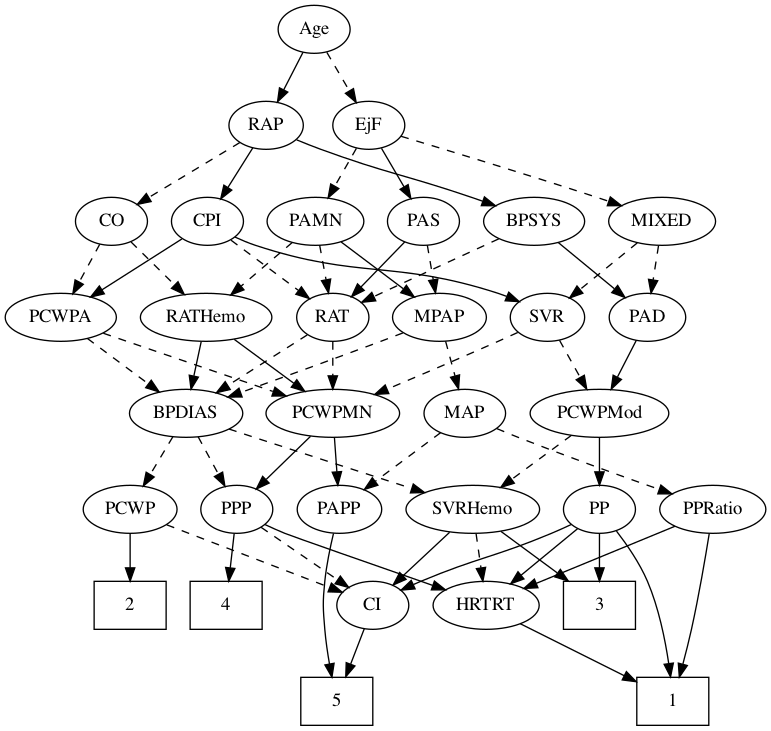 Age
RAP
EjF
CO
CPI
PAMN
PAS
BPSYS
MIXED
PCWPA
RATHemo
RAT
MPAP
SVR
PAD
BPDIAS
PCWPMN
MAP
PCWPMod
PCWP
PPP
PAPP
SVRHemo
PP
PPRatio
2
4
CI
HRTRT
3
5
1